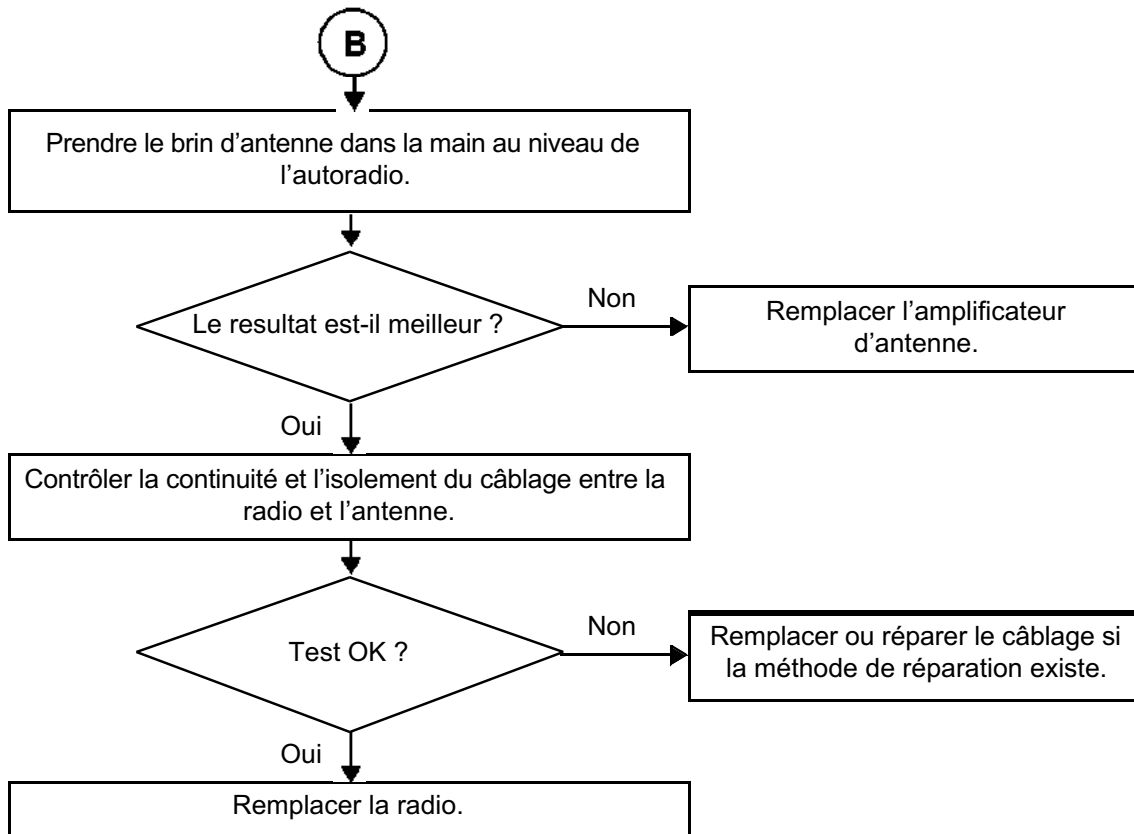 B
Prendre le brin d’antenne dans la main au niveau de
l’autoradio.
Le resultat est-il meilleur ?
Non
Remplacer l’amplificateur
d’antenne.
Oui
Contrôler la continuité et l’isolement du câblage entre la
radio et l’antenne.
Test OK ?
Non
Remplacer ou réparer le câblage si
la méthode de réparation existe.
Oui
Remplacer la radio.